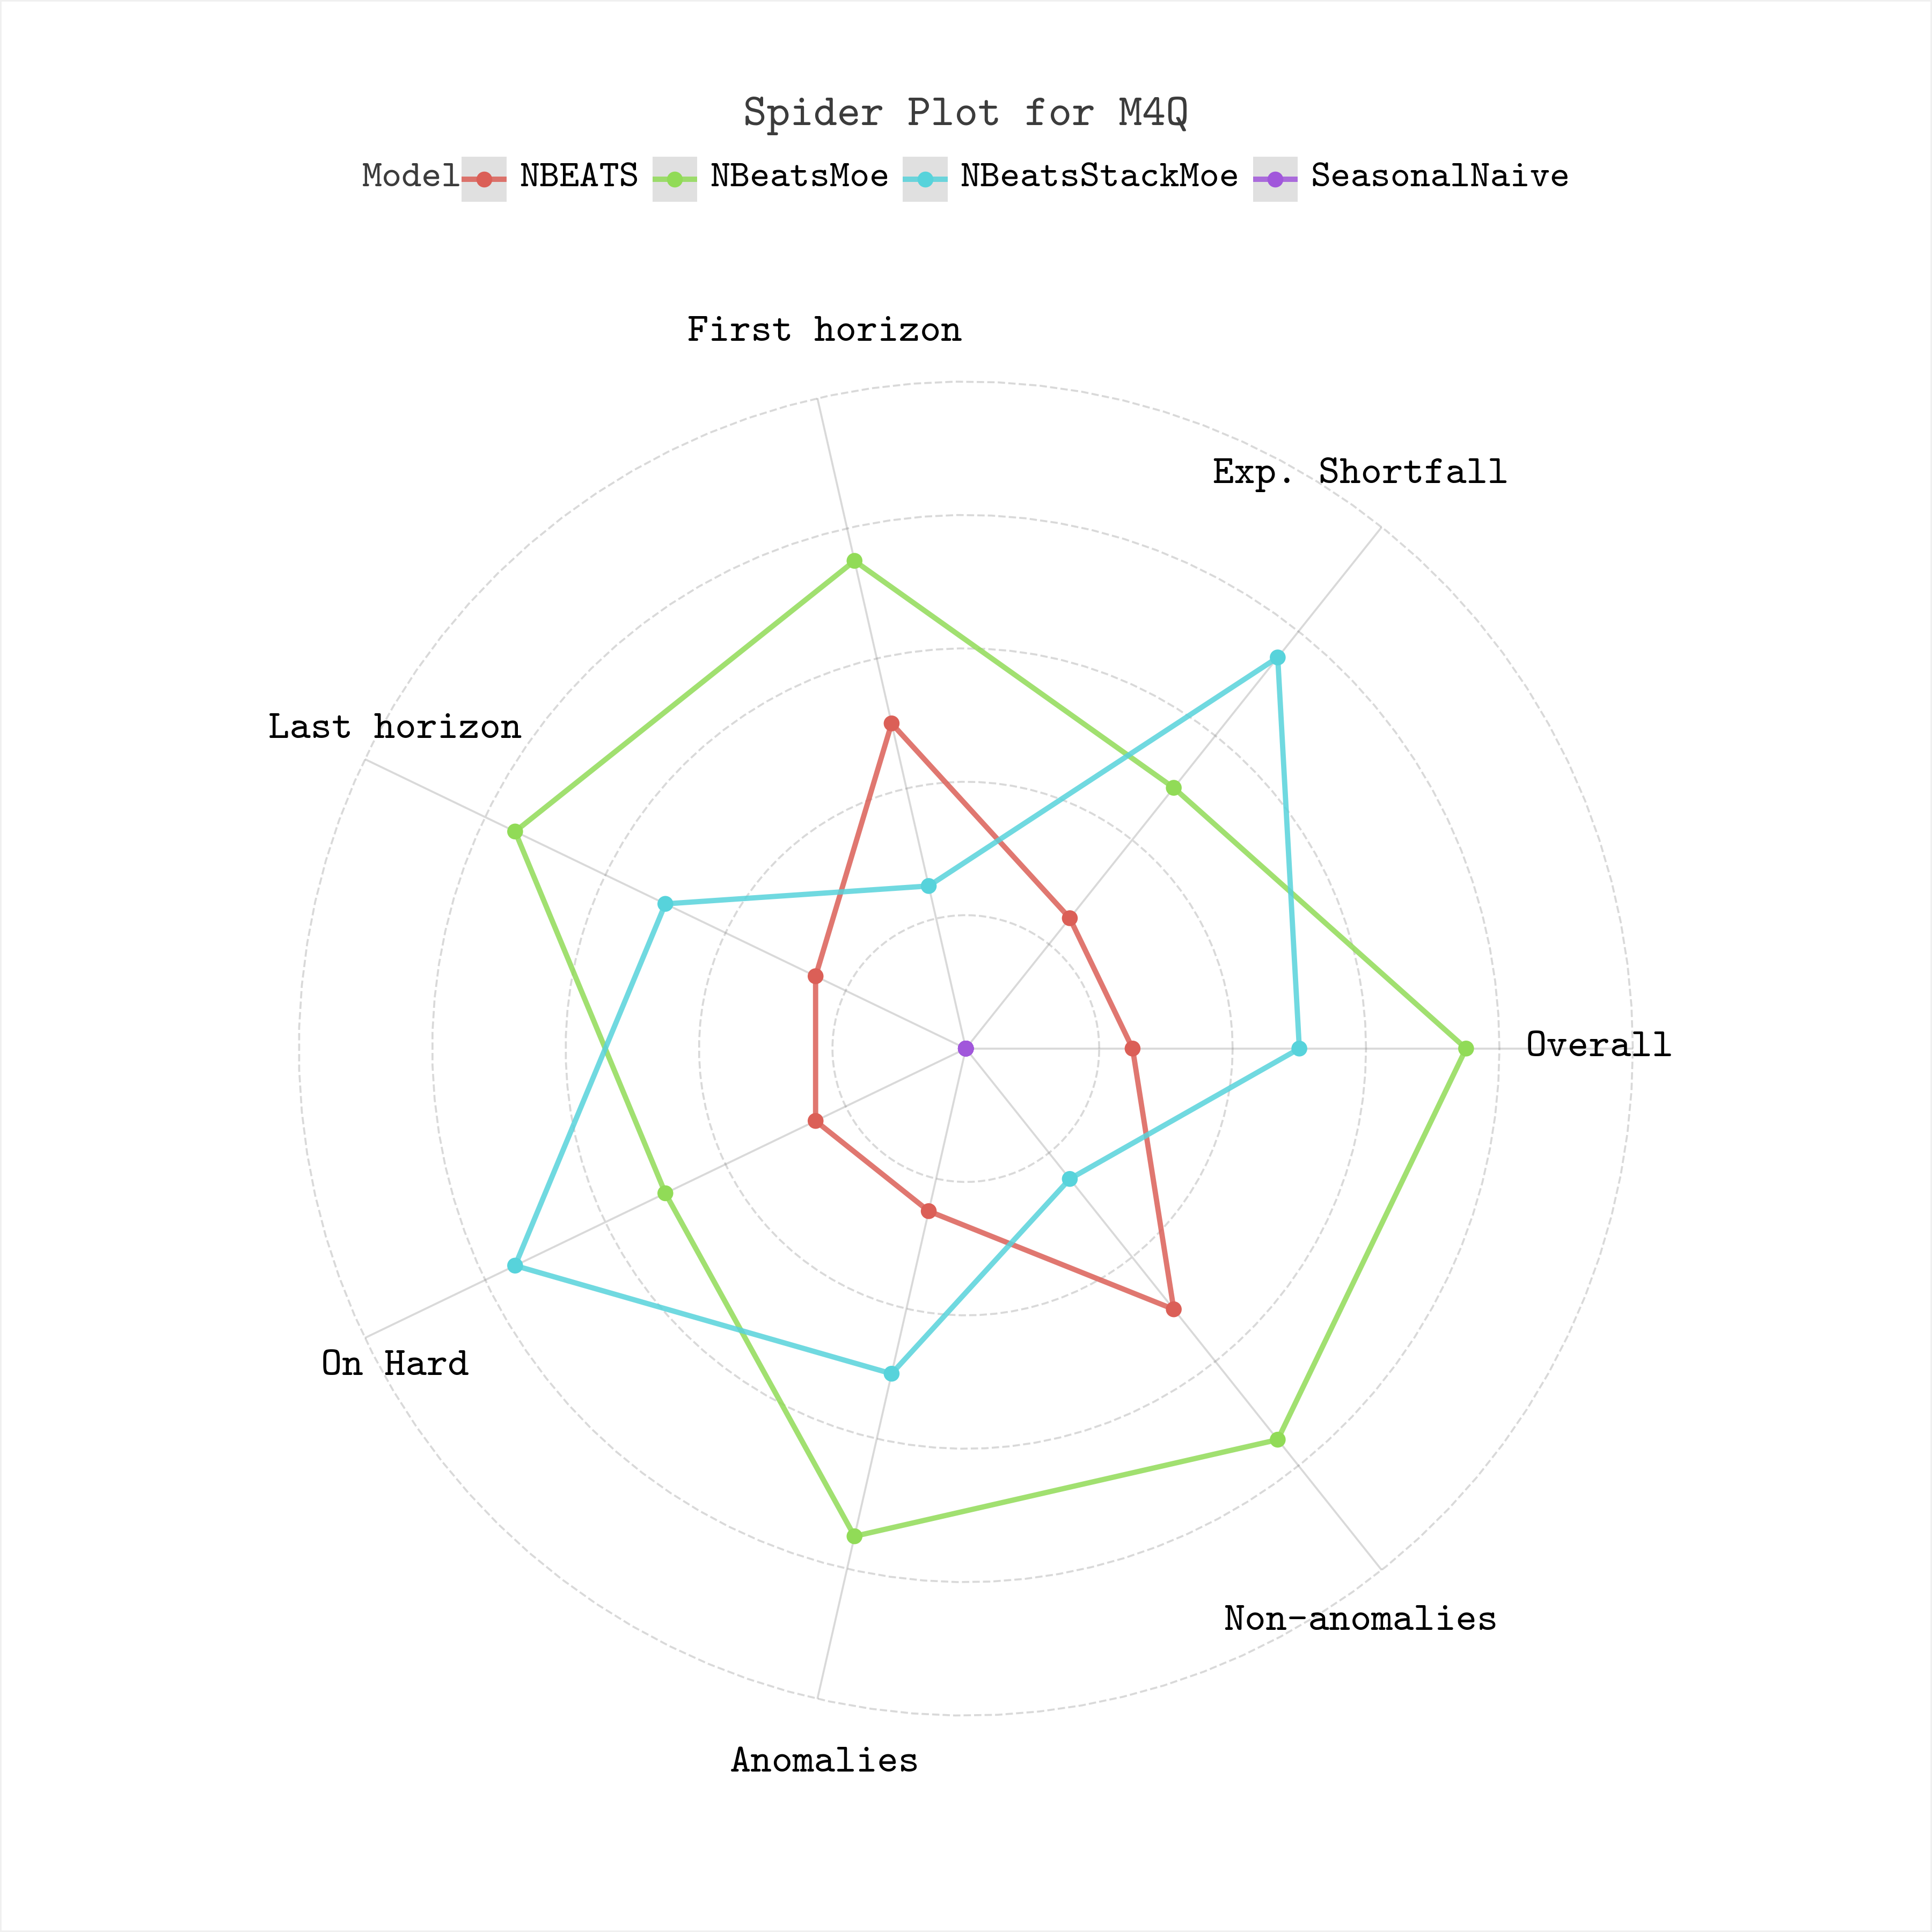 Spider Plot for M4Q
Model NBEATS NBeatsMoe NBeatsStackMoe SeasonalNaive
First horizon
Exp. Shortfall
Last horizon
Overall
On Hard
Non-anomalies
Anomalies